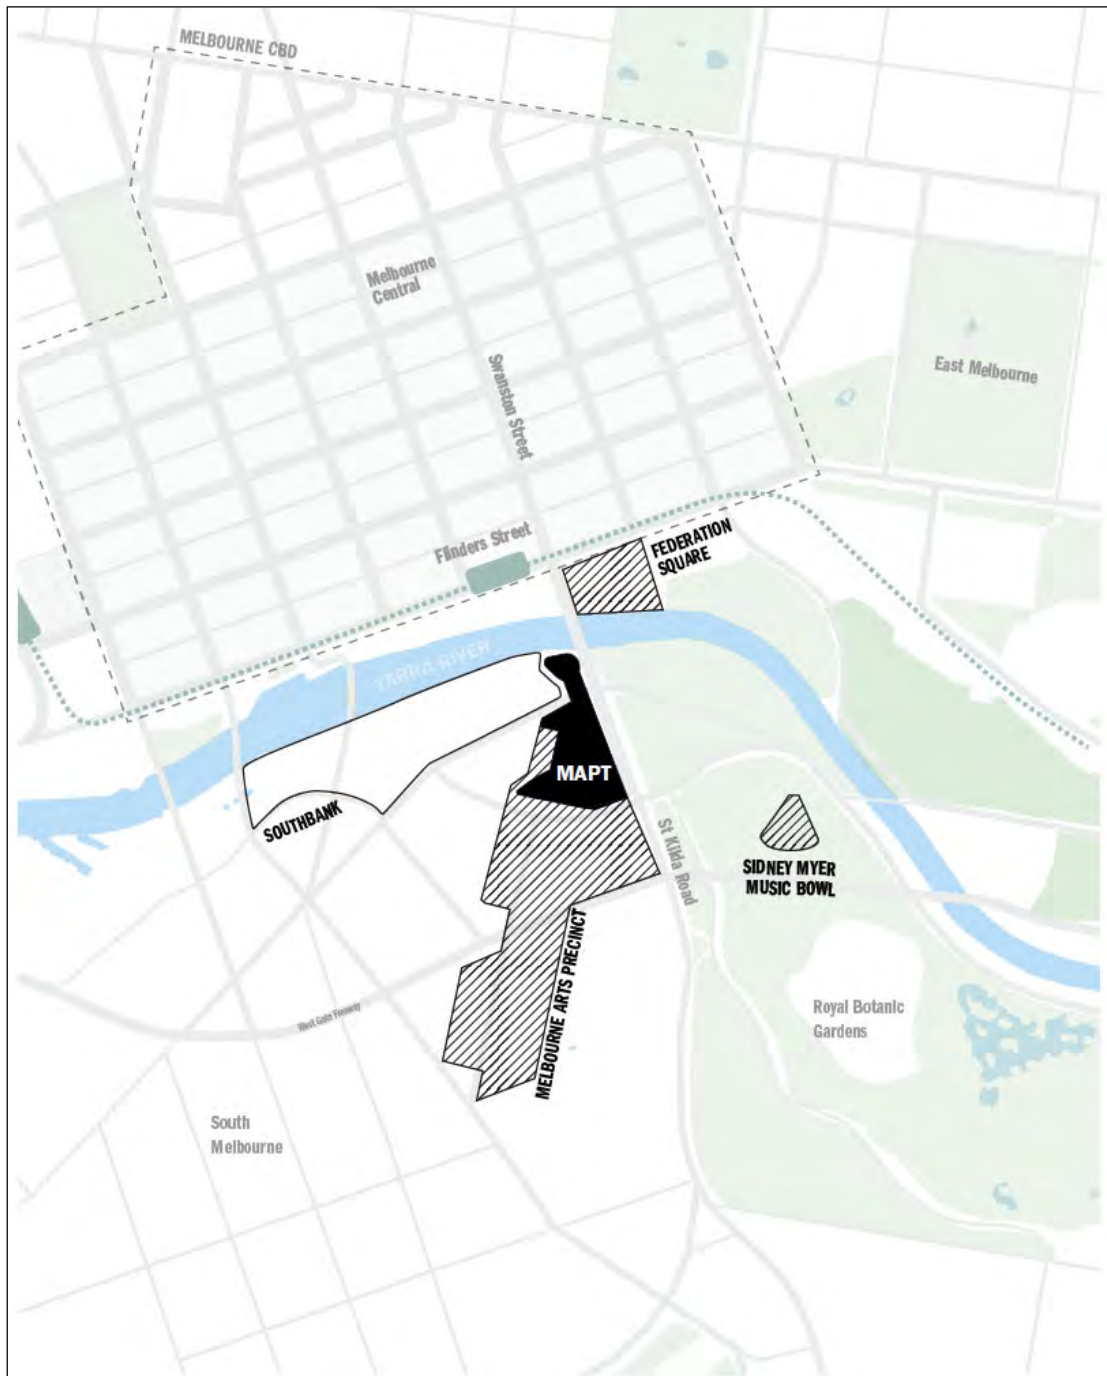 MELBOURNE CBD
Melbourne
Central
Swanston Street
East Melbourne
Flinders Street
FEDERATION
SQUARE
YARRA RIVER
MAPT
SOUTHBANK
St Kilda Road
SIDNEY MYER
MUSIC BOWL
MELBOURNE ARTS PRECINCT
West Gate Freeway
Royal Botanic
Gardens
South
Melbourne